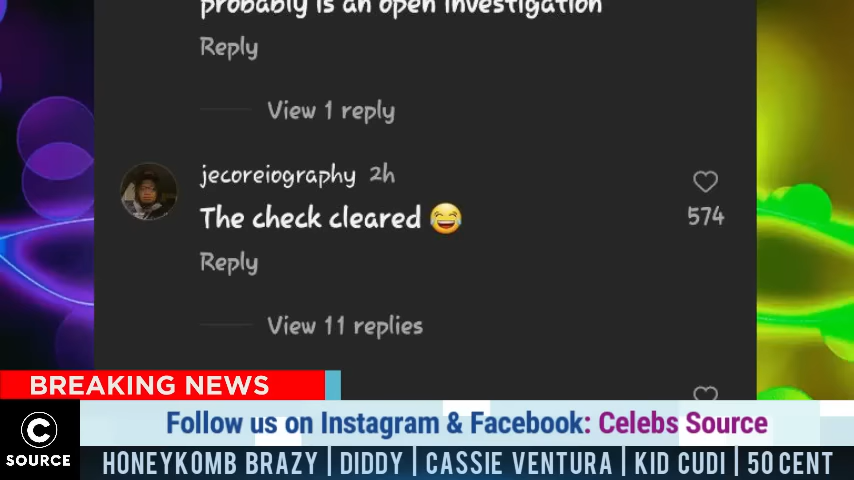 probably is an open investigation
Reply
View 1 reply
jecoreiography 2h
The check cleared 😂
574
Reply
View 11 replies
BREAKING NEWS
Follow us on Instagram & Facebook: Celebs Source
C
SOURCE
HONEYKOMB BRAZY | DIDDY | CASSIE VENTURA | KID CUDI | 50 CENT